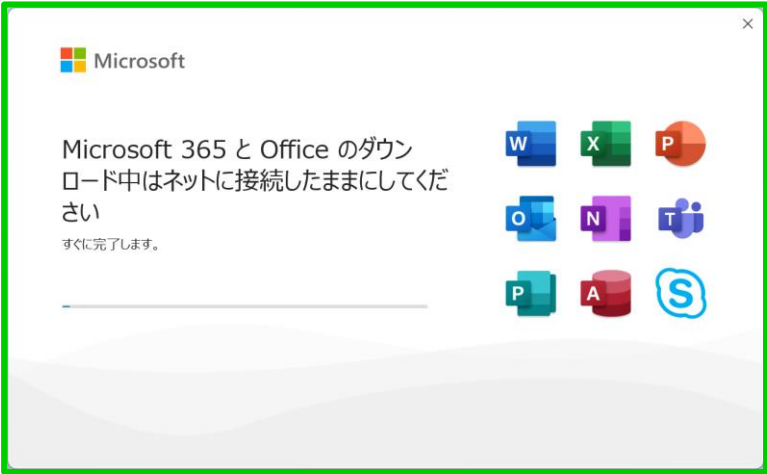 Microsoft
Microsoft 365 と Office のダウン
ロード中はネットに接続したままにしてくだ
さい
すぐに完了します。
W X P
O N T
P A S